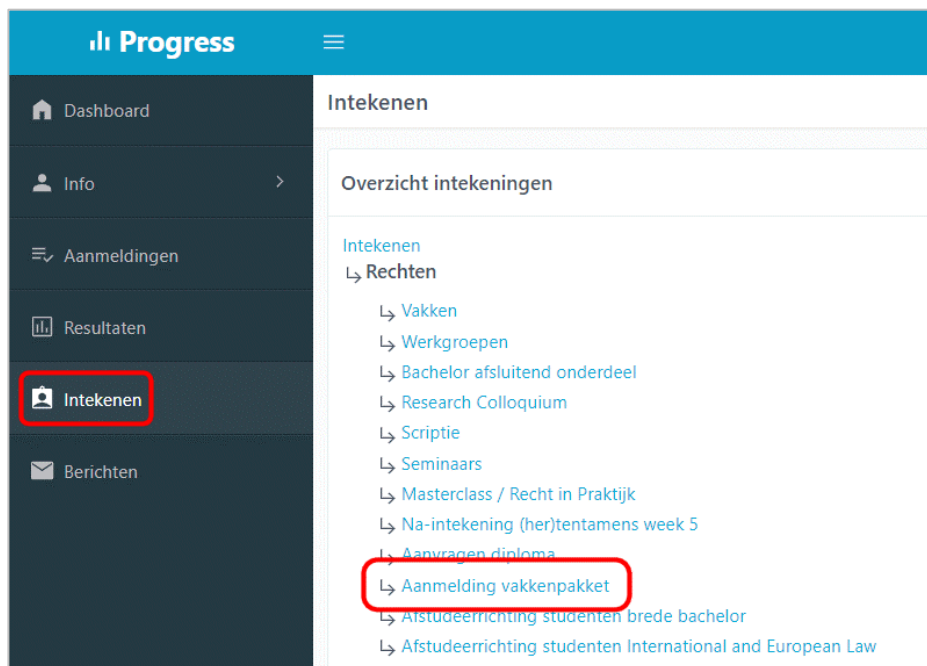 Progress
Dashboard
Info
Aanmeldingen
Resultaten
Intekenen
Berichten
Intekenen
Overzicht intekeningen
Intekenen
Rechten
Vakken
Werkgroepen
Bachelor afsluitend onderdeel
Research Colloquium
Scriptie
Seminaars
Masterclass / Recht in Praktijk
Na-intekening (her)tentamens week 5
Aanvragen diploma
Aanmelding vakkenpakket
Afstudeerrichting studenten brede bachelor
Afstudeerrichting studenten International and European Law